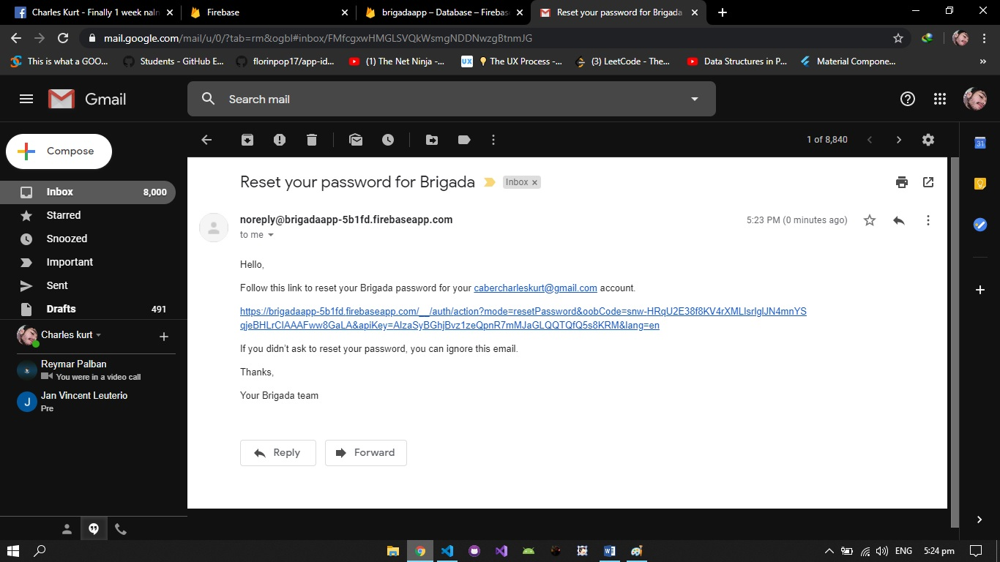 Charles Kurt - Finally 1 week naln
Firebase
brigadaapp – Database – Firebas
Reset your password for Brigada
mail.google.com/mail/u/0/?tab=rm&ogbl#inbox/FMfcgxwHMGLSVQkWsmgNDDNwzgBtnmJG
This is what a GOO...
Students - GitHub E...
florinpop17/app-id...
(1) The Net Ninja -...
UX
The UX Process -...
(3) LeetCode - The...
Data Structures in P...
Material Compone...
»
Gmail
Search mail
Compose
1 of 8,840
31
Inbox 8,000
Starred
Snoozed
Important
Sent
Drafts 491
Charles kurt
Reymar Palban
You were in a video call
J
Jan Vincent Leuterio
Pre
Reset your password for Brigada
Inbox x
noreply@brigadaapp-5b1fd.firebaseapp.com
5:23 PM (0 minutes ago)
to me
Hello,
Follow this link to reset your Brigada password for your cabercharleskurt@gmail.com account.
https://brigadaapp-5b1fd.firebaseapp.com/__/auth/action?mode=resetPassword&oobCode=snw-HRqU2E38f8KV4rXMLIsrlglJN4mnYS
qjeBHLrCIAAAFww8GaLA&apiKey=AIzaSyBGhjBvz1zeQpnR7mMJaGLQQTQfQ5s8KRM&lang=en
If you didn't ask to reset your password, you can ignore this email.
Thanks,
Your Brigada team
Reply
Forward
ENG
5:24 pm